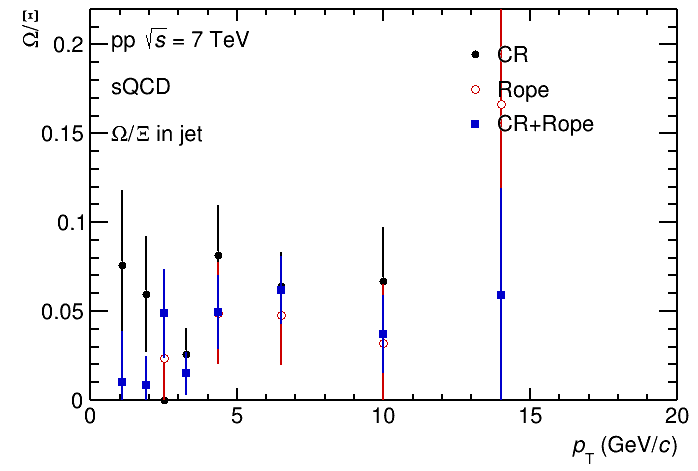 Ω/Ξ
pp √s = 7 TeV
sQCD
Ω/Ξ in jet
CR
Rope
CR+Rope
0.2
0.15
0.1
0.05
0
0 5 10 15 20
p_T (GeV/c)